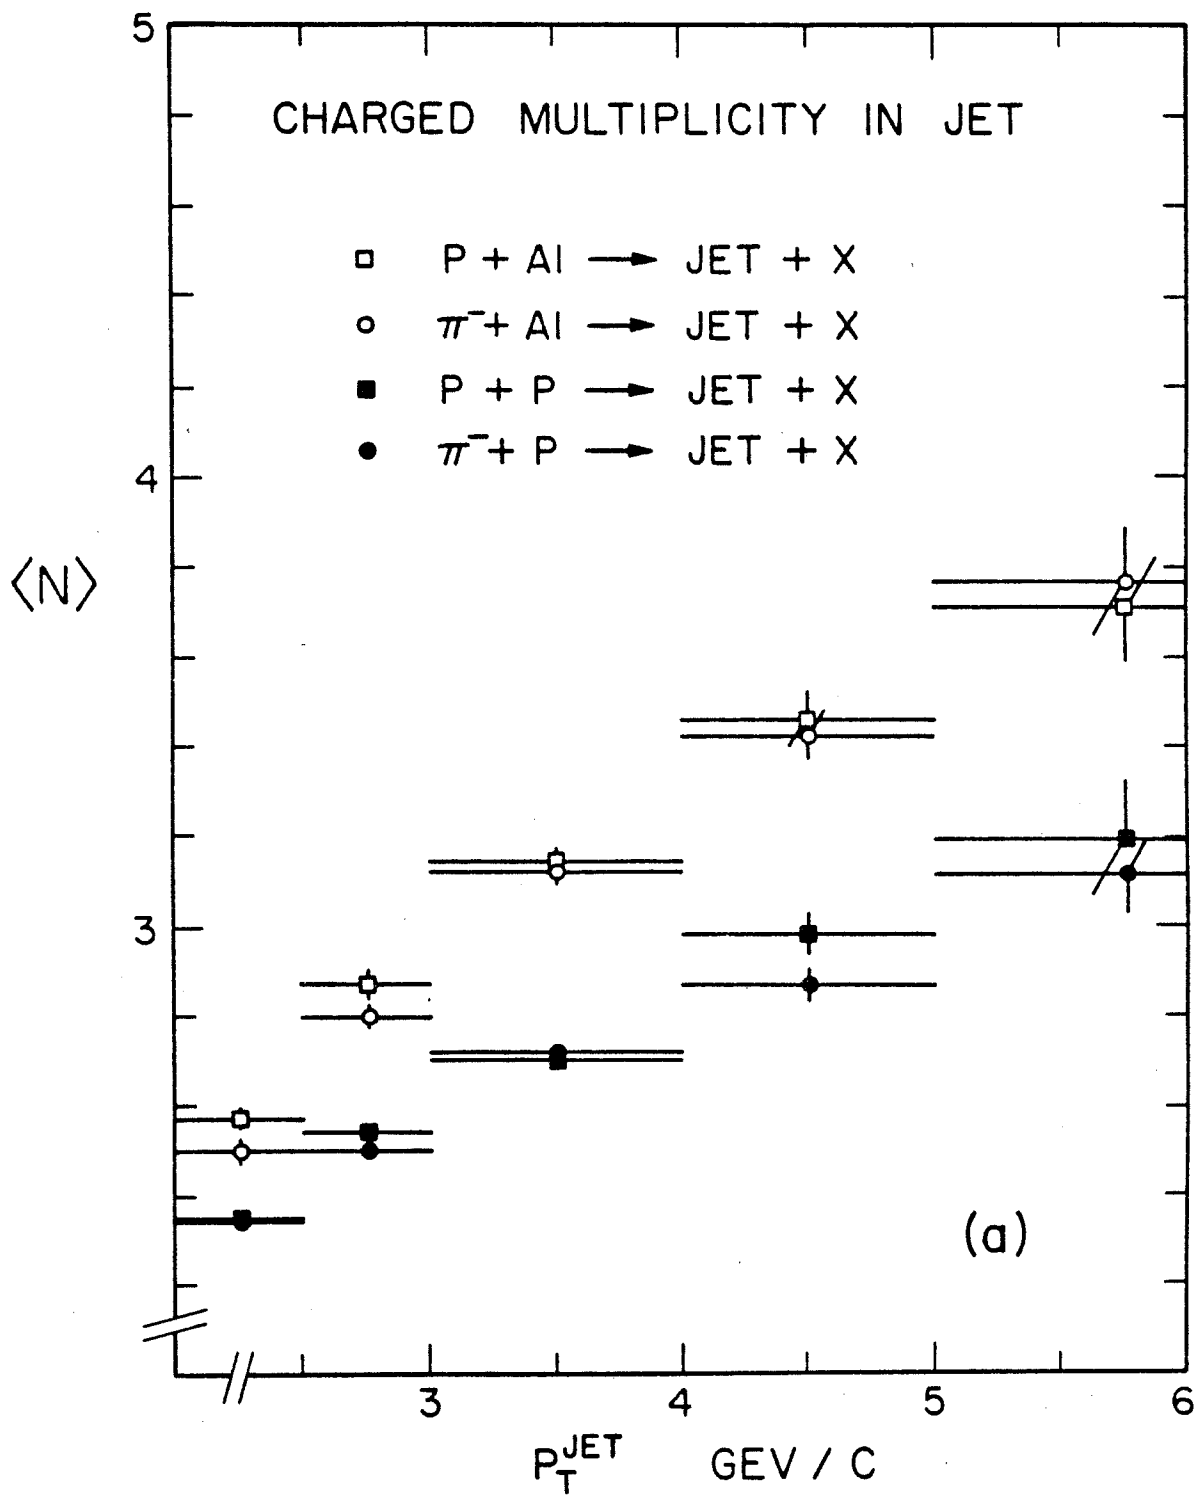 5
CHARGED MULTIPLICITY IN JET
□ P + Al → JET + X
○ π⁻ + Al → JET + X
■ P + P → JET + X
● π⁻ + P → JET + X
4
⟨N⟩
3
(a)
3 4 5 6
P_T^JET GEV / C